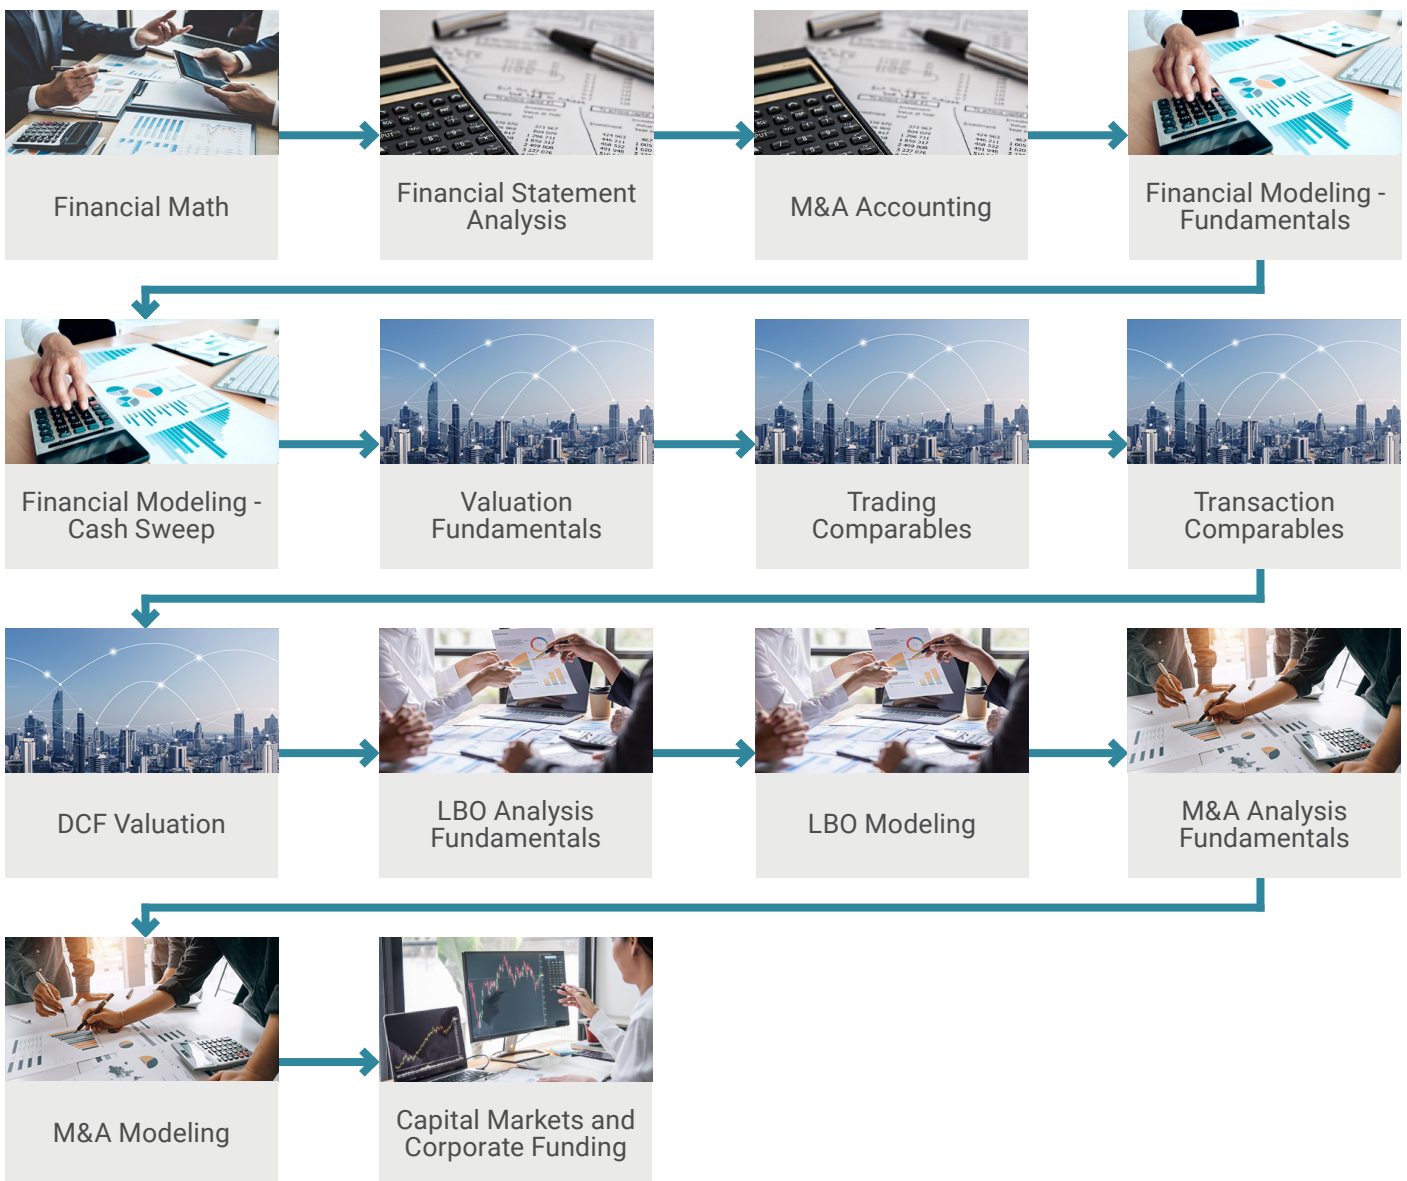 Financial Math
Financial Statement
Analysis
M&A Accounting
Financial Modeling -
Fundamentals
Financial Modeling -
Cash Sweep
Valuation
Fundamentals
Trading
Comparables
Transaction
Comparables
DCF Valuation
LBO Analysis
Fundamentals
LBO Modeling
M&A Analysis
Fundamentals
M&A Modeling
Capital Markets and
Corporate Funding